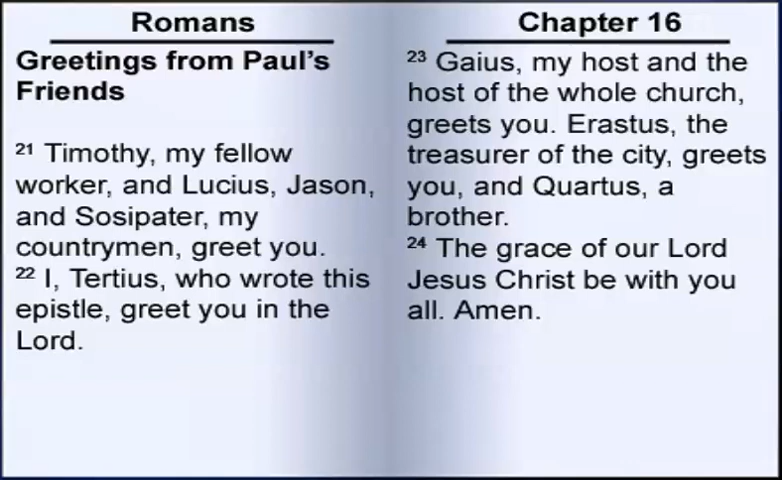 Romans
Greetings from Paul’s
Friends
²¹ Timothy, my fellow
worker, and Lucius, Jason,
and Sosipater, my
countrymen, greet you.
²² I, Tertius, who wrote this
epistle, greet you in the
Lord.
Chapter 16
²³ Gaius, my host and the
host of the whole church,
greets you. Erastus, the
treasurer of the city, greets
you, and Quartus, a
brother.
²⁴ The grace of our Lord
Jesus Christ be with you
all. Amen.